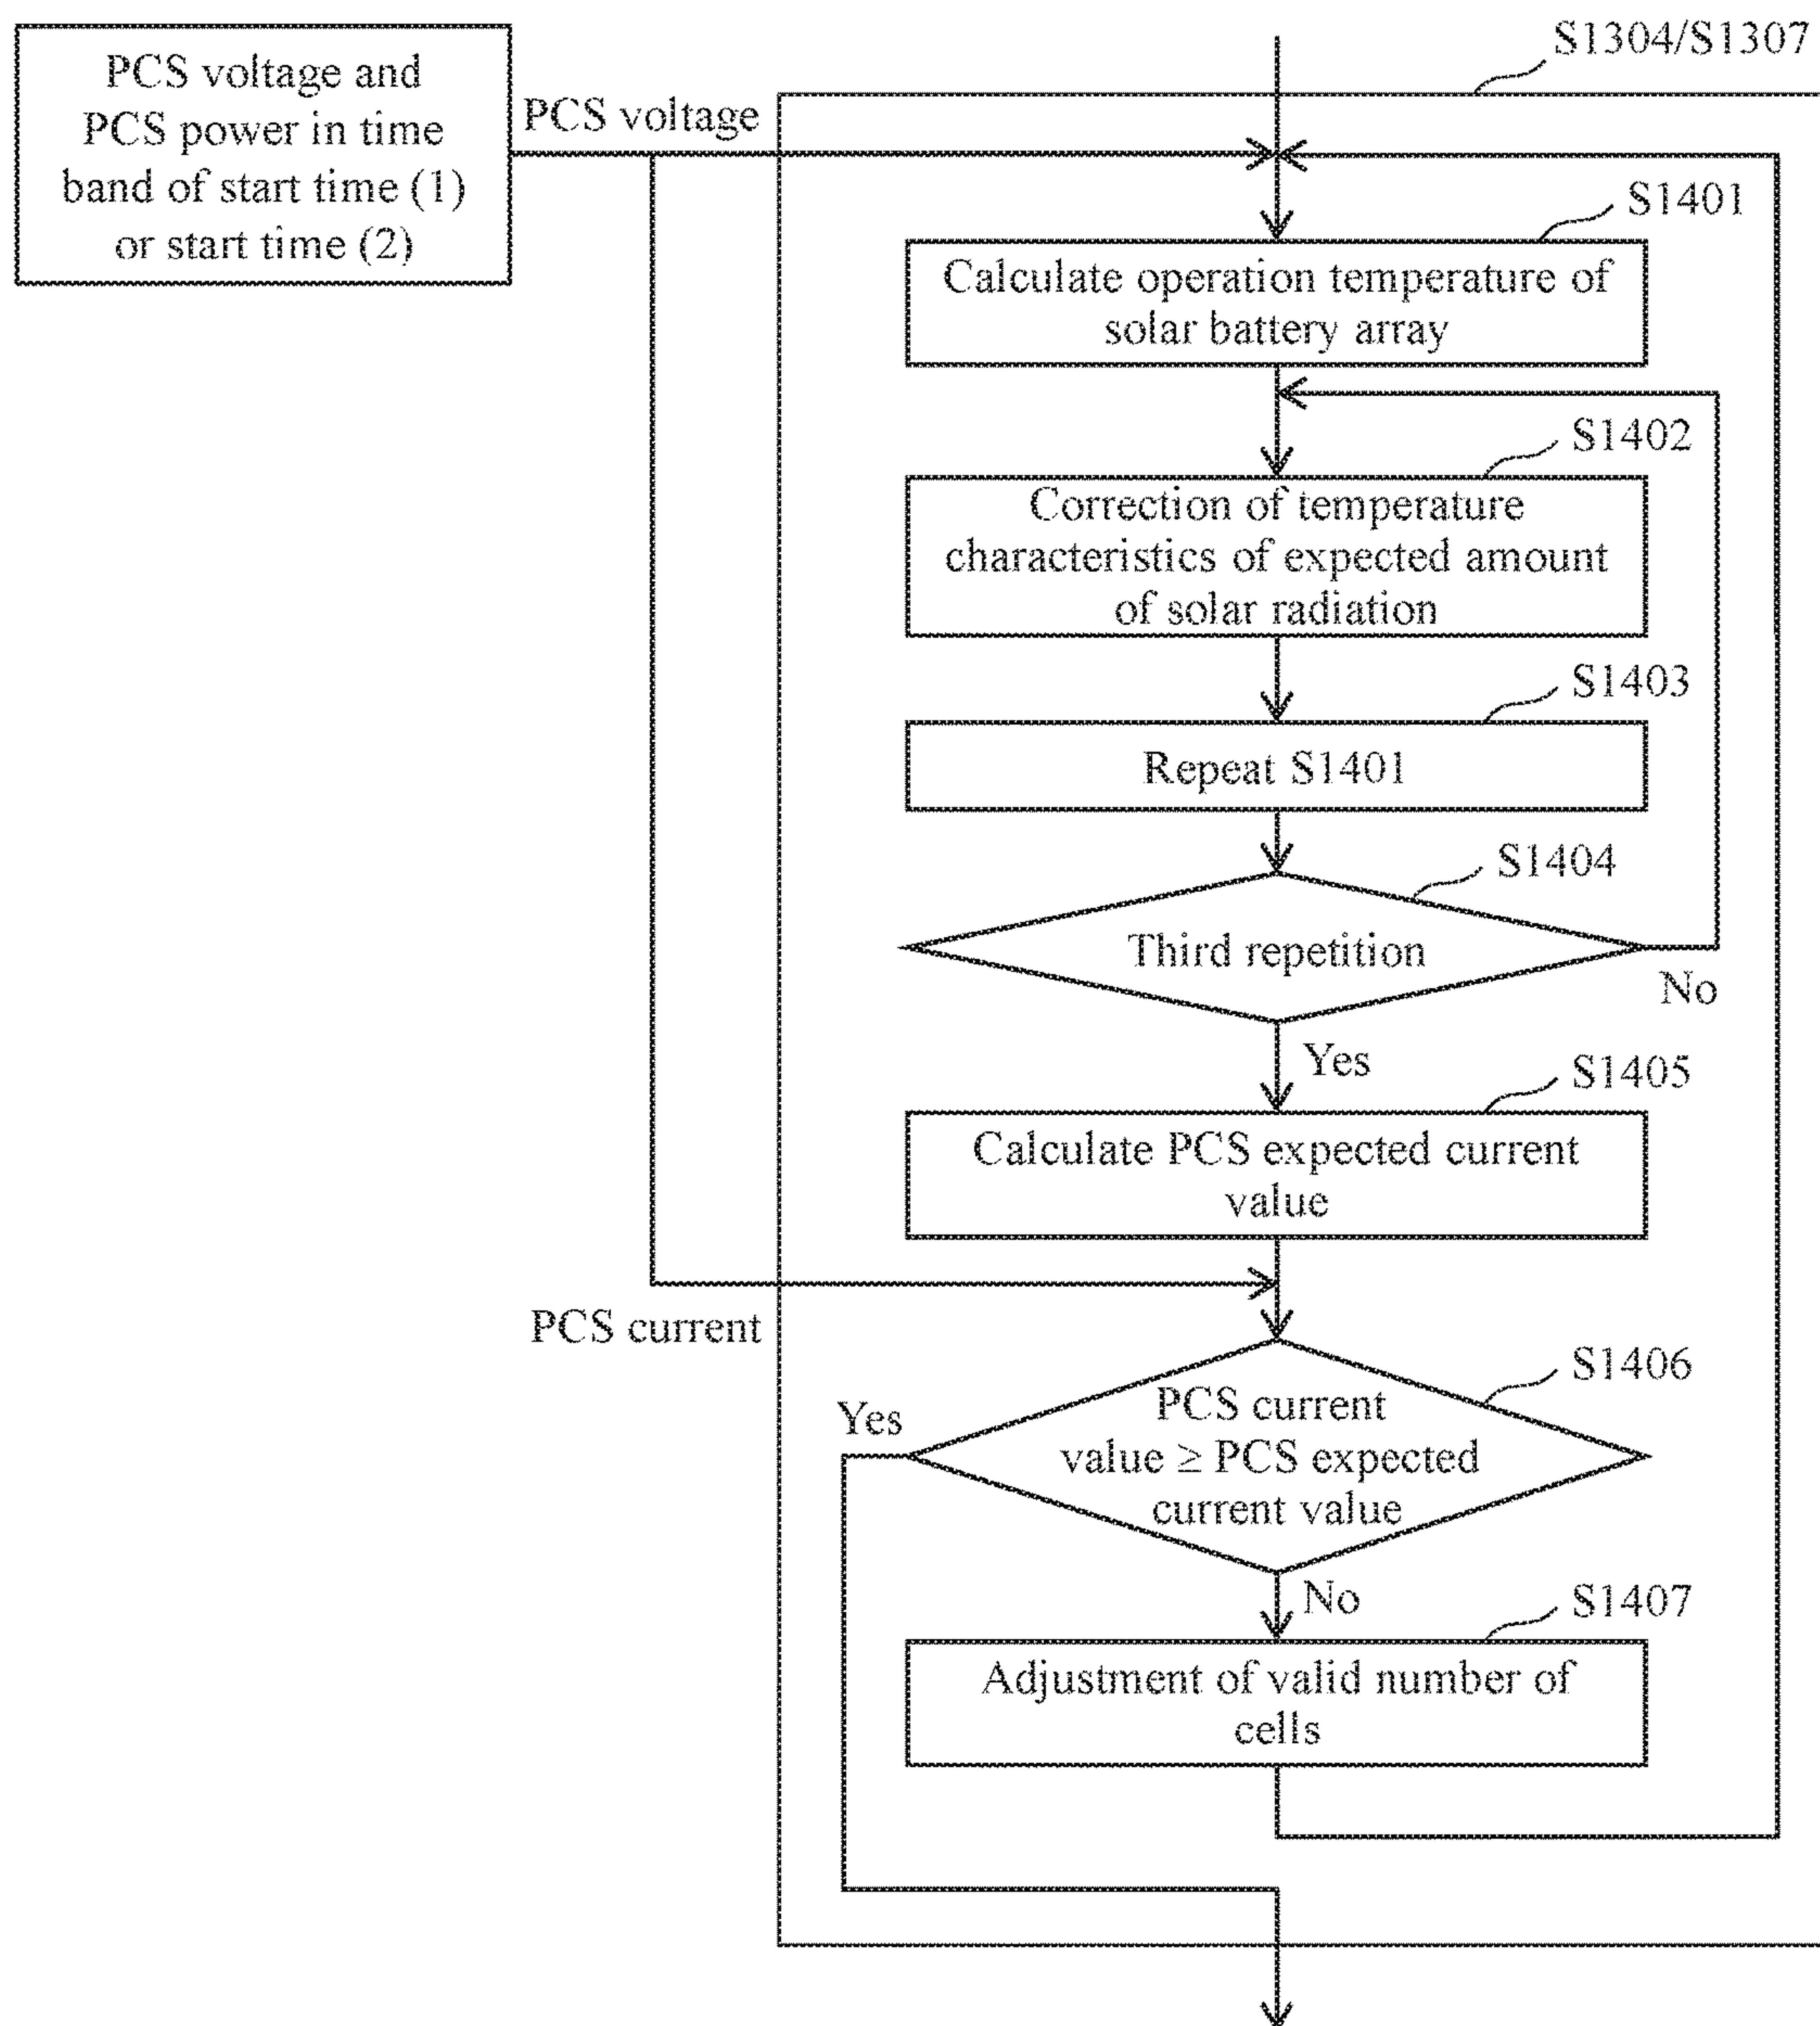 PCS voltage and
PCS power in time
band of start time (1)
or start time (2)
PCS voltage
S1304/S1307
S1401
Calculate operation temperature of
solar battery array
S1402
Correction of temperature
characteristics of expected amount
of solar radiation
S1403
Repeat S1401
S1404
Third repetition
No
Yes
S1405
Calculate PCS expected current
value
PCS current
S1406
PCS current
value ≥ PCS expected
current value
Yes
No
S1407
Adjustment of valid number of
cells